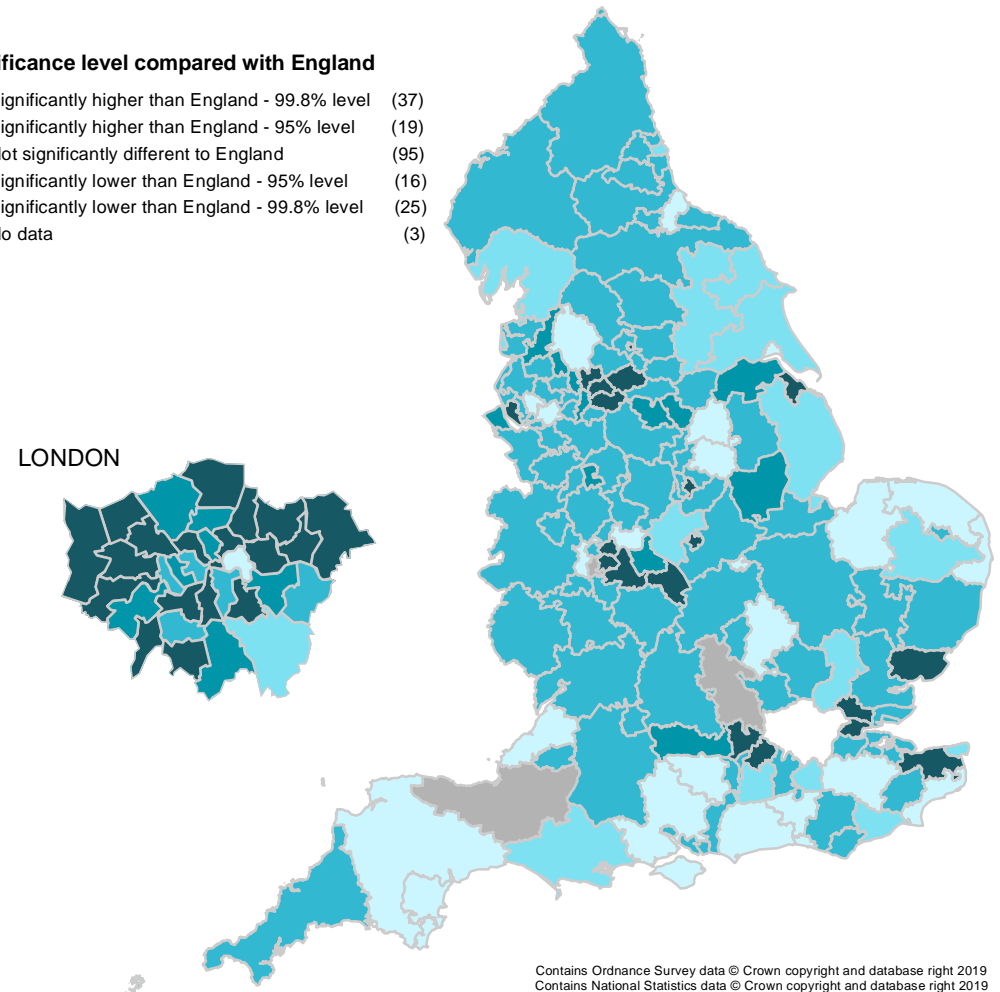 ificance level compared with England
ignificantly higher than England - 99.8% level (37)
ignificantly higher than England - 95% level (19)
ot significantly different to England (95)
ignificantly lower than England - 95% level (16)
ignificantly lower than England - 99.8% level (25)
o data (3)
LONDON
Contains Ordnance Survey data © Crown copyright and database right 2019
Contains National Statistics data © Crown copyright and database right 2019